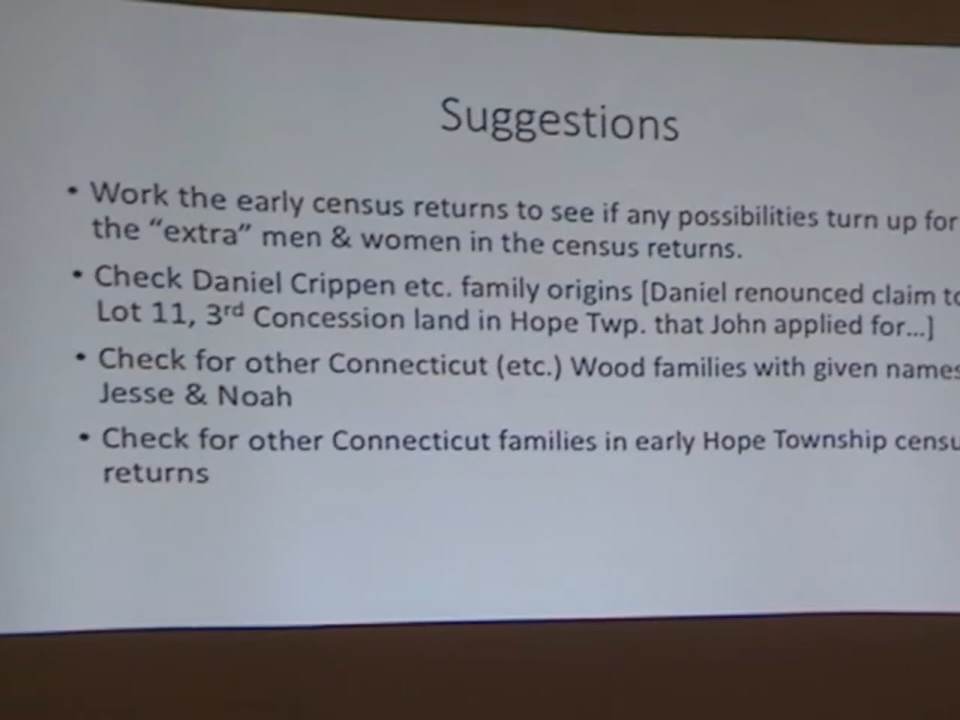 Suggestions
• Work the early census returns to see if any possibilities turn up for
the “extra” men & women in the census returns.
• Check Daniel Crippen etc. family origins [Daniel renounced claim to
Lot 11, 3rd Concession land in Hope Twp. that John applied for...]
• Check for other Connecticut (etc.) Wood families with given names
Jesse & Noah
• Check for other Connecticut families in early Hope Township censu
returns